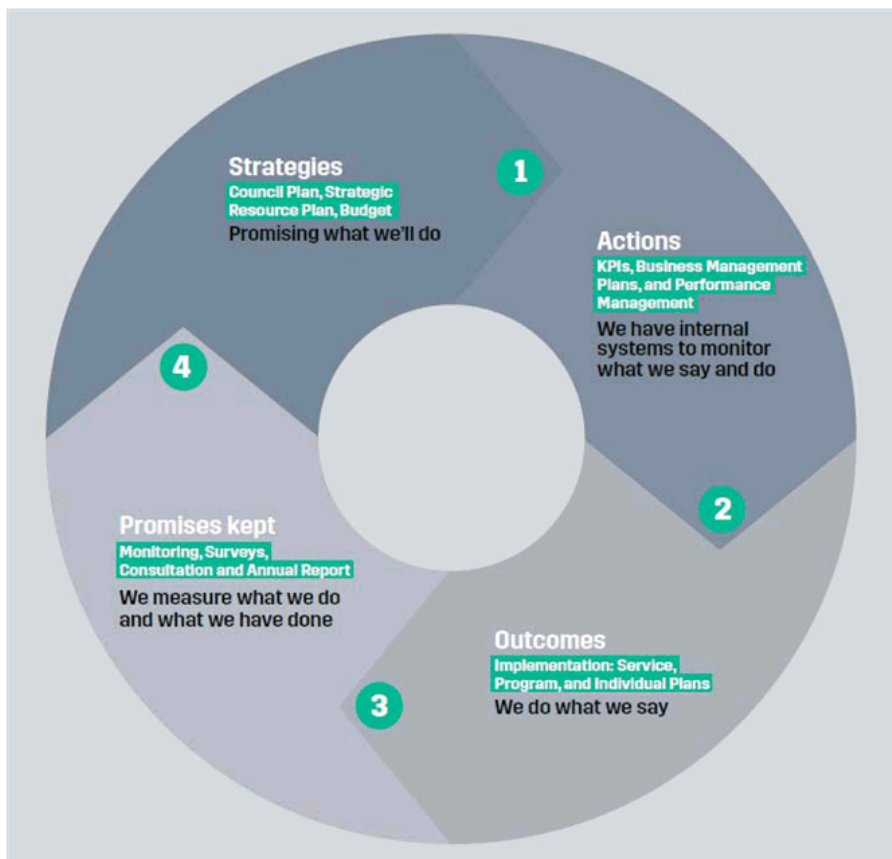 Strategies
Council Plan, Strategic
Resource Plan, Budget
Promising what we'll do
1
Actions
KPIs, Business Management
Plans, and Performance
Management
We have internal
systems to monitor
what we say and do
2
Outcomes
Implementation: Service,
Program, and Individual Plans
We do what we say
3
Promises kept
Monitoring, Surveys,
Consultation and Annual Report
We measure what we do
and what we have done
4